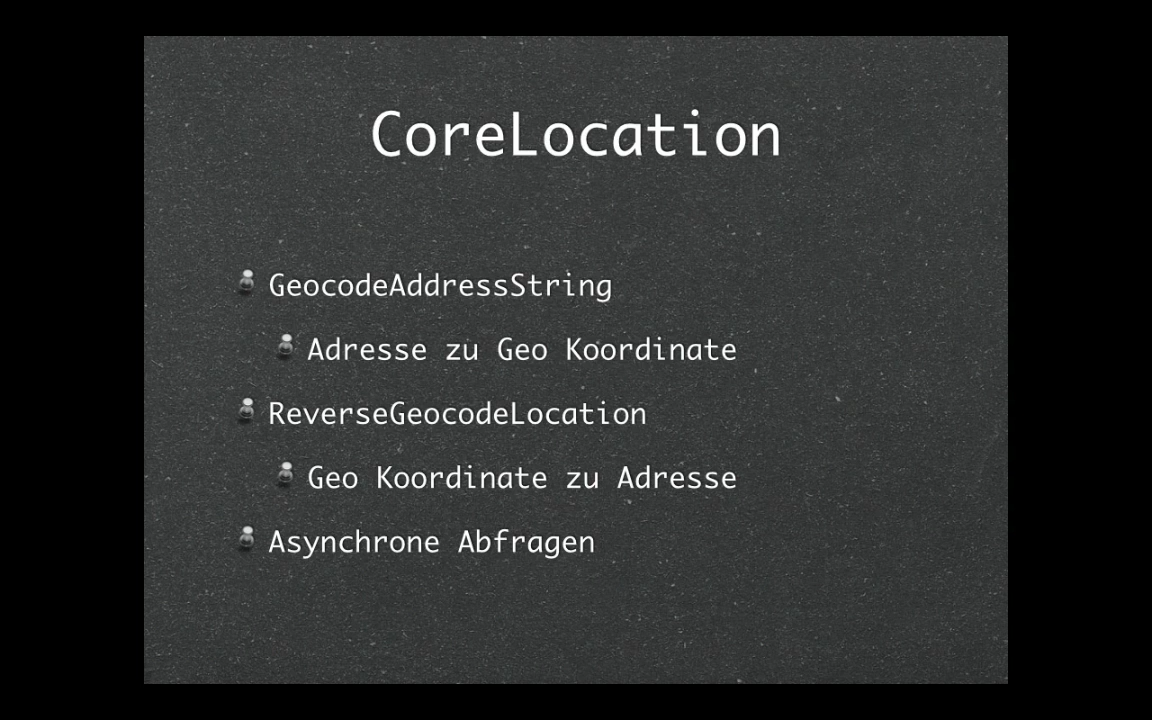 CoreLocation
GeocodeAddressString
Adresse zu Geo Koordinate
ReverseGeocodeLocation
Geo Koordinate zu Adresse
Asynchrone Abfragen